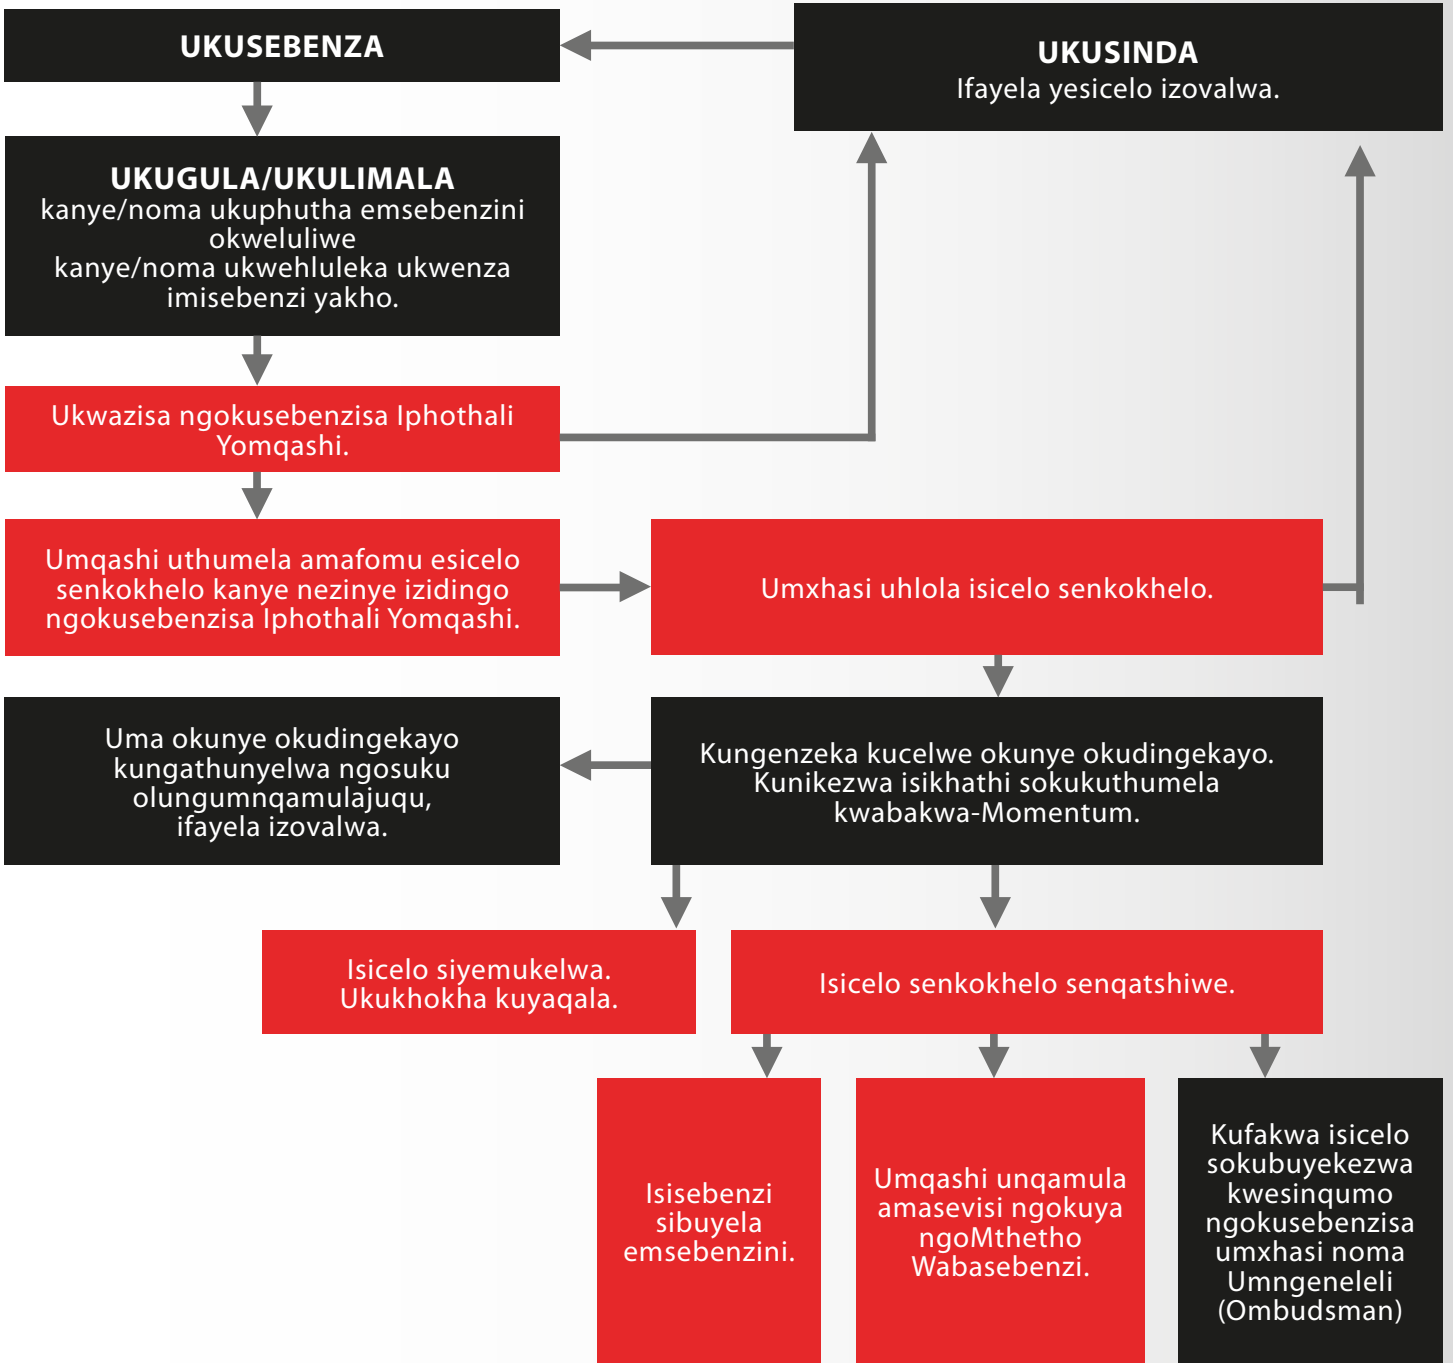 UKUSEBENZA
UKUSINDA
Ifayela yesicelo izovalwa.
UKUGULA/UKULIMALA
kanye/noma ukuphutha emsebenzini
okweluliwe
kanye/noma ukwehluleka ukwenza
imisebenzi yakho.
Ukwazisa ngokusebenzisa Iphothali
Yomqashi.
Umqashi uthumela amafomu esicelo
senkokhelo kanye nezinye izidingo
ngokusebenzisa Iphothali Yomqashi.
Umxhasi uhlola isicelo senkokhelo.
Uma okunye okudingekayo
kungathunyelwa ngosuku
olungumnqamulajuqu,
ifayela izovalwa.
Kungenzeka kucelwe okunye okudingekayo.
Kunikezwa isikhathi sokukuthumela
kwabakwa-Momentum.
Isicelo siyemukelwa.
Ukukhokha kuyaqala.
Isicelo senkokhelo senqatshiwe.
Isisebenzi
sibuyela
emsebenzini.
Umqashi unqamula
amasevisi ngokuya
ngoMthetho
Wabasebenzi.
Kufakwa isicelo
sokubuyekezwa
kwesinqumo
ngokusebenzisa
umxhasi noma
Umngeneleli
(Ombudsman)